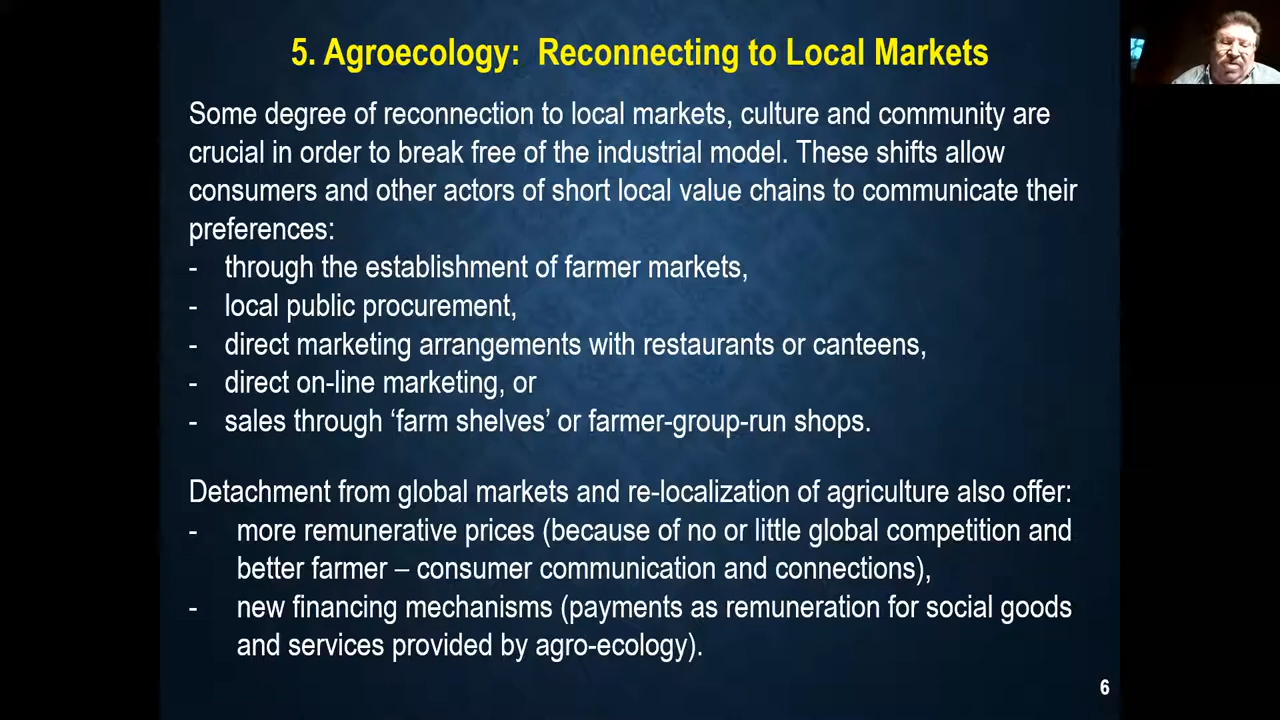 5. Agroecology: Reconnecting to Local Markets
Some degree of reconnection to local markets, culture and community are
crucial in order to break free of the industrial model. These shifts allow
consumers and other actors of short local value chains to communicate their
preferences:
- through the establishment of farmer markets,
- local public procurement,
- direct marketing arrangements with restaurants or canteens,
- direct on-line marketing, or
- sales through ‘farm shelves’ or farmer-group-run shops.
Detachment from global markets and re-localization of agriculture also offer:
- more remunerative prices (because of no or little global competition and
better farmer – consumer communication and connections),
- new financing mechanisms (payments as remuneration for social goods
and services provided by agro-ecology).
6